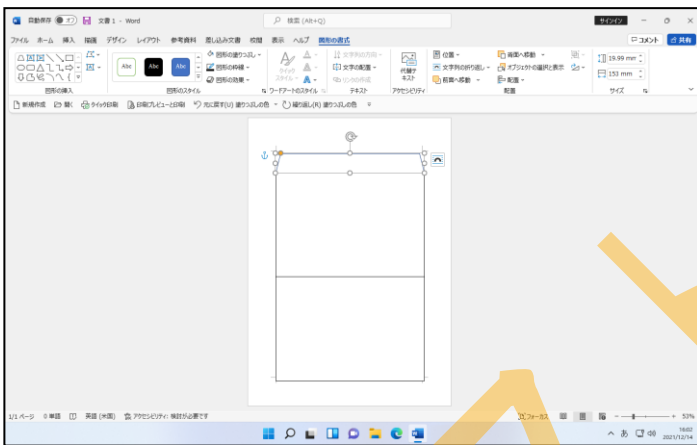 自動保存 オフ 文書 1 - Word 検索 (Alt+Q) サインイン
ファイル ホーム 挿入 描画 デザイン レイアウト 参考資料 差し込み文書 校閲 表示 ヘルプ 図形の書式 コメント 共有
図形の塗りつぶし 文字列の方向 位置 前面へ移動 19.99 mm
Abc Abc Abc 図形の枠線 クイック スタイル 文字の配置 代替テキスト 文字列の折り返し オブジェクトの選択と表示
図形の効果 リンクの作成 背面へ移動 配置 153 mm
図形の挿入 図形のスタイル ワードアートのスタイル テキスト アクセシビリティ 配置 サイズ
新規作成 開く クイック印刷 印刷プレビューと印刷 元に戻す(U) 塗りつぶしの色 繰り返し(R) 塗りつぶしの色
1/1 ページ 0 単語 英語 (米国) アクセシビリティ: 検討が必要です フォーカス 53%
あ 16:02
2021/12/14